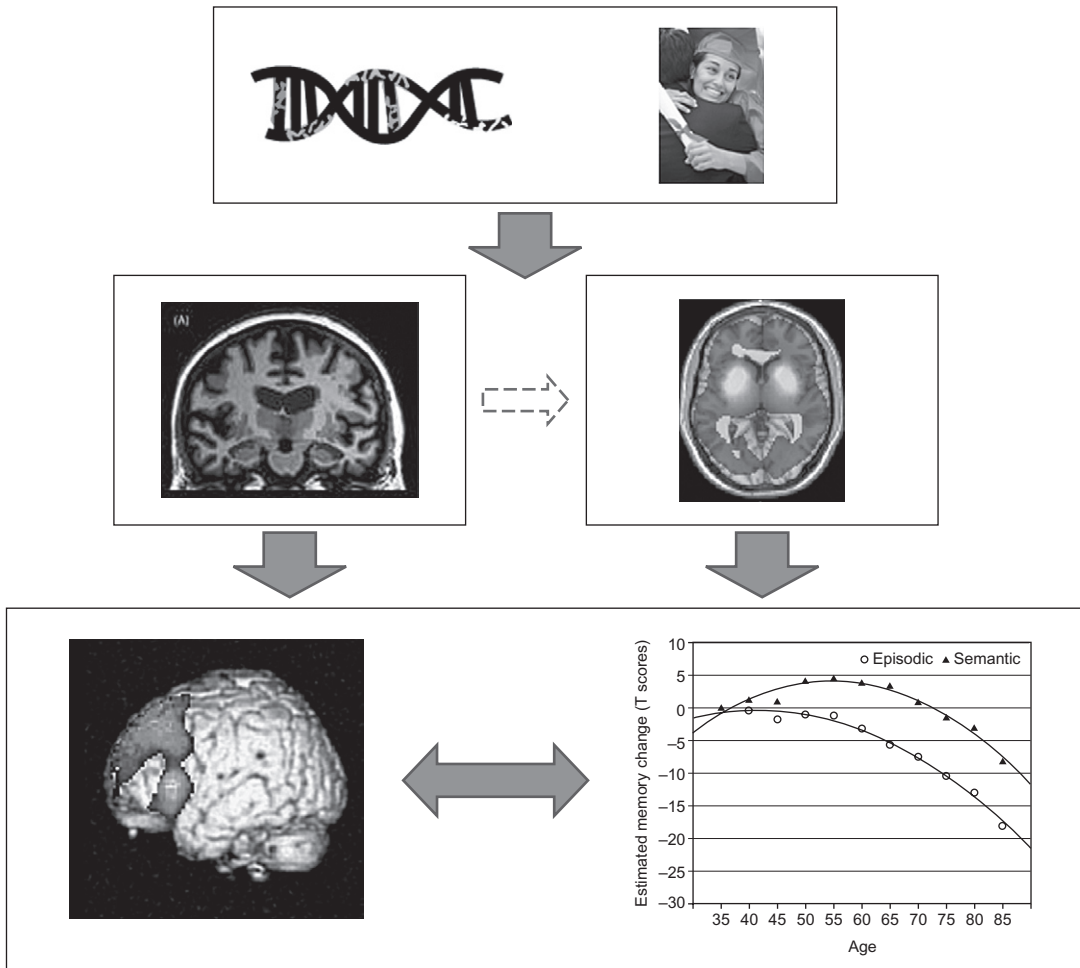 (A)
Estimated memory change (T scores)
10
5
0
–5
–10
–15
–20
–25
–30
Episodic Semantic
35 40 45 50 55 60 65 70 75 80 85
Age